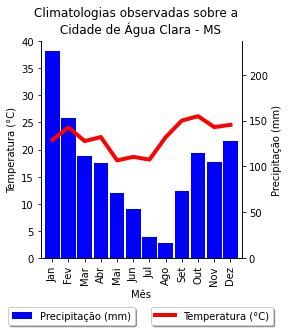 Climatologias observadas sobre a
Cidade de Água Clara - MS
Temperatura (°C)
40
35
30
25
20
15
10
5
0
Precipitação (mm)
200
150
100
50
0
Jan Fev Mar Abr Mai Jun Jul Ago Set Out Nov Dez
Mês
Precipitação (mm) Temperatura (°C)